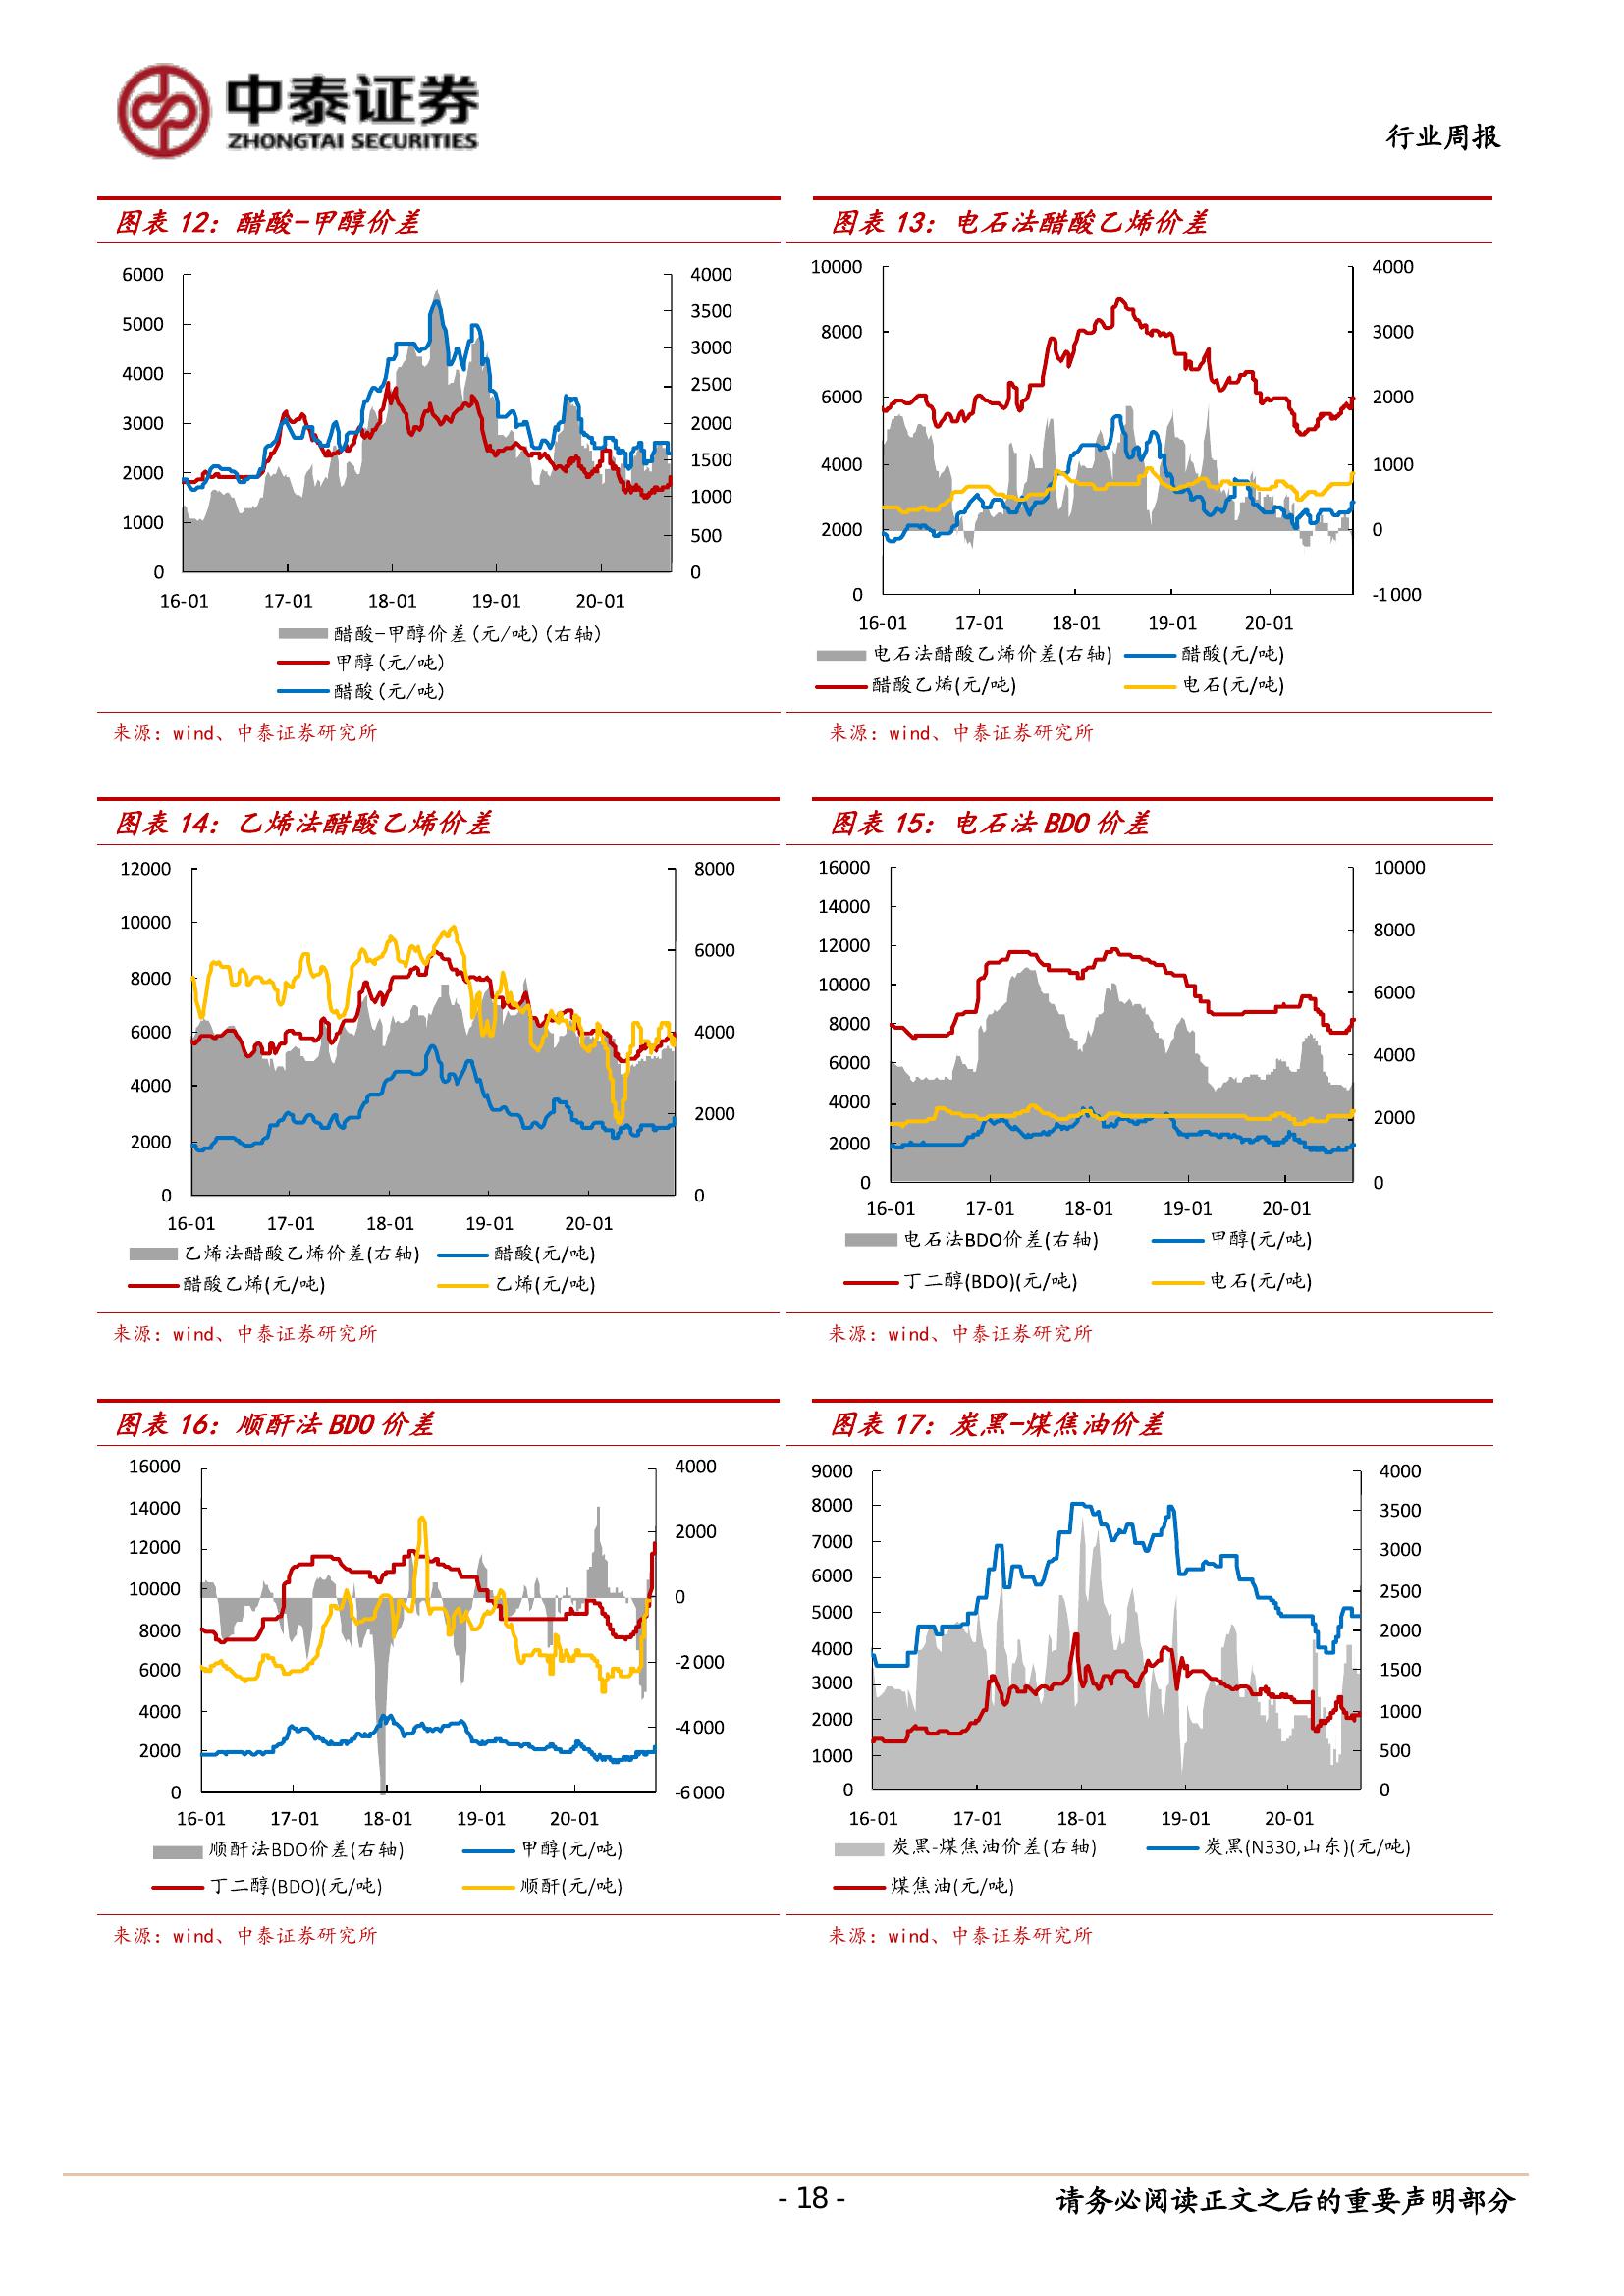 中泰证券
ZHONGTAI SECURITIES
行业周报
图表 12：醋酸-甲醇价差
6000
5000
4000
3000
2000
1000
0
4000
3500
3000
2500
2000
1500
1000
500
0
16-01 17-01 18-01 19-01 20-01
醋酸-甲醇价差(元/吨)(右轴)
甲醇(元/吨)
醋酸(元/吨)
来源：wind、中泰证券研究所
图表 13：电石法醋酸乙烯价差
10000
8000
6000
4000
2000
0
4000
3000
2000
1000
0
-1000
16-01 17-01 18-01 19-01 20-01
电石法醋酸乙烯价差(右轴) 醋酸(元/吨)
醋酸乙烯(元/吨) 电石(元/吨)
来源：wind、中泰证券研究所
图表 14：乙烯法醋酸乙烯价差
12000
10000
8000
6000
4000
2000
0
8000
6000
4000
2000
0
16-01 17-01 18-01 19-01 20-01
乙烯法醋酸乙烯价差(右轴) 醋酸(元/吨)
醋酸乙烯(元/吨) 乙烯(元/吨)
来源：wind、中泰证券研究所
图表 15：电石法 BDO 价差
16000
14000
12000
10000
8000
6000
4000
2000
0
10000
8000
6000
4000
2000
0
16-01 17-01 18-01 19-01 20-01
电石法BDO价差(右轴) 甲醇(元/吨)
丁二醇(BDO)(元/吨) 电石(元/吨)
来源：wind、中泰证券研究所
图表 16：顺酐法 BDO 价差
16000
14000
12000
10000
8000
6000
4000
2000
0
4000
2000
0
-2000
-4000
-6000
16-01 17-01 18-01 19-01 20-01
顺酐法BDO价差(右轴) 甲醇(元/吨)
丁二醇(BDO)(元/吨) 顺酐(元/吨)
来源：wind、中泰证券研究所
图表 17：炭黑-煤焦油价差
9000
8000
7000
6000
5000
4000
3000
2000
1000
0
4000
3500
3000
2500
2000
1500
1000
500
0
16-01 17-01 18-01 19-01 20-01
炭黑-煤焦油价差(右轴) 炭黑(N330,山东)(元/吨)
煤焦油(元/吨)
来源：wind、中泰证券研究所
- 18 -
请务必阅读正文之后的重要声明部分